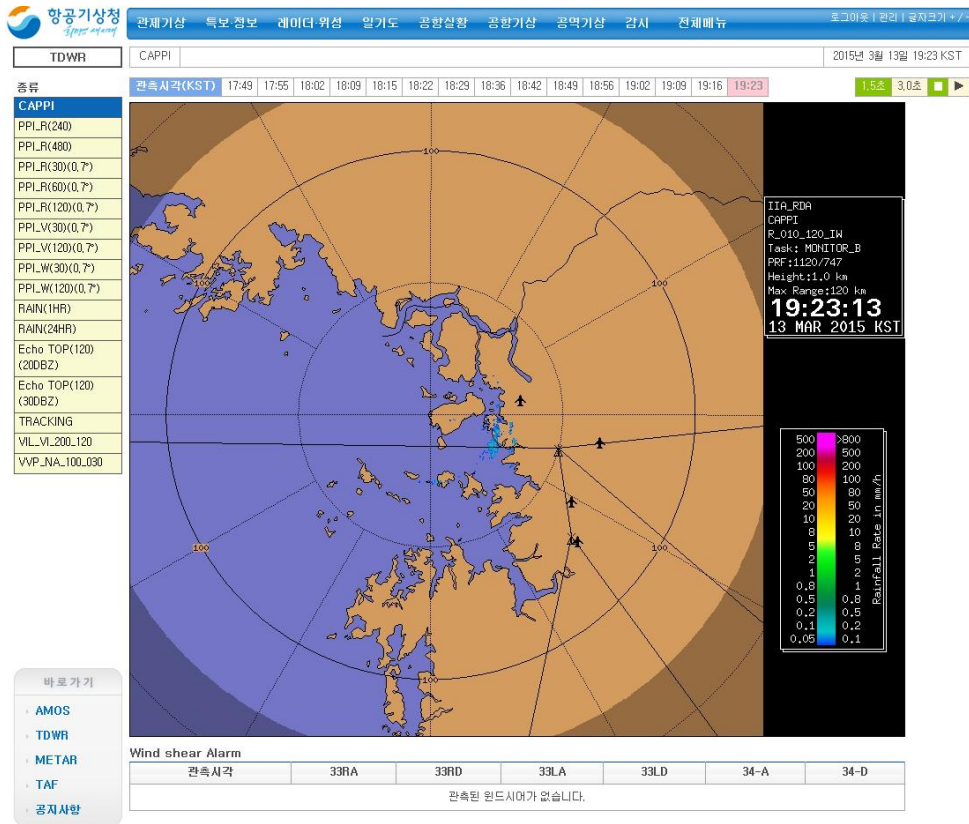 항공기상청
관제기상 특보·정보 레이더·위성 일기도 공항실황 공항기상 공역기상 감시 전체메뉴
로그아웃 | 관리 | 글자크기 + / -
TDWR
CAPPI
2015년 3월 13일 19:23 KST
종류
관측시각(KST) 17:49 17:55 18:02 18:09 18:15 18:22 18:29 18:36 18:42 18:49 18:56 19:02 19:09 19:16 19:23
1,5초 3,0초
CAPPI
PPI_R(240)
PPI_R(480)
PPI_R(30)(0,7°)
PPI_R(60)(0,7°)
PPI_R(120)(0,7°)
PPI_V(30)(0,7°)
PPI_V(120)(0,7°)
PPI_W(30)(0,7°)
PPI_W(120)(0,7°)
RAIN(1HR)
RAIN(24HR)
Echo TOP(120)
(20DBZ)
Echo TOP(120)
(30DBZ)
TRACKING
VIL_VI_200_120
VVP_NA_100_030
100
100
100
100
100
100
IIA_RDA
CAPPI
R_010_120_IW
Task: MONITOR_B
PRF:1120/747
Height:1.0 km
Max Range:120 km
19:23:13
13 MAR 2015 KST
500 >800
200 500
100 200
80 100
50 80
20 50
10 20
8 10
5 8
2 5
1 2
0.8 1
0.5 0.8
0.2 0.5
0.1 0.2
0.05 0.1
Rainfall Rate in mm/h
바로가기
AMOS
TDWR
METAR
TAF
공지사항
Wind shear Alarm
관측시각 33RA 33RD 33LA 33LD 34-A 34-D
관측된 윈드시어가 없습니다.